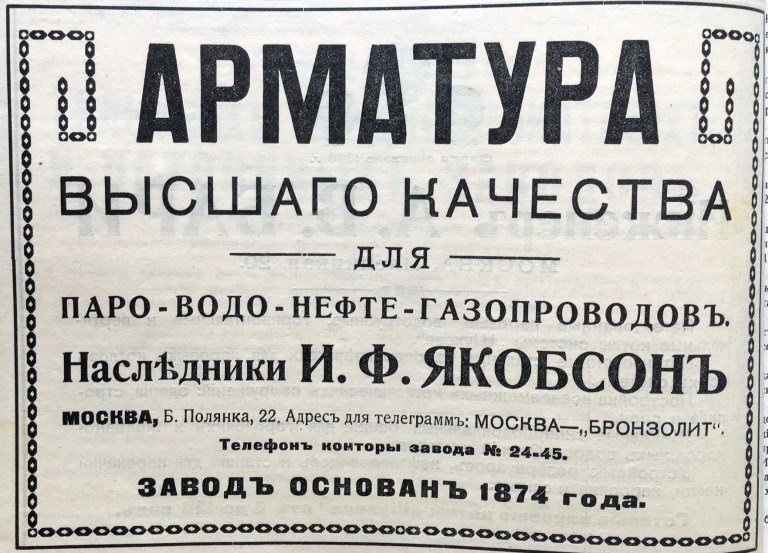 АРМАТУРА
ВЫСШАГО КАЧЕСТВА
ДЛЯ
ПАРО-ВОДО-НЕФТЕ-ГАЗОПРОВОДОВЪ.
Наслѣдники И. Ф. ЯКОБСОНЪ
МОСКВА, Б. Полянка, 22. Адресъ для телеграммъ: МОСКВА—„БРОНЗОЛИТ“.
Телефонъ конторы завода № 24-45.
ЗАВОДЪ ОСНОВАНЪ 1874 года.